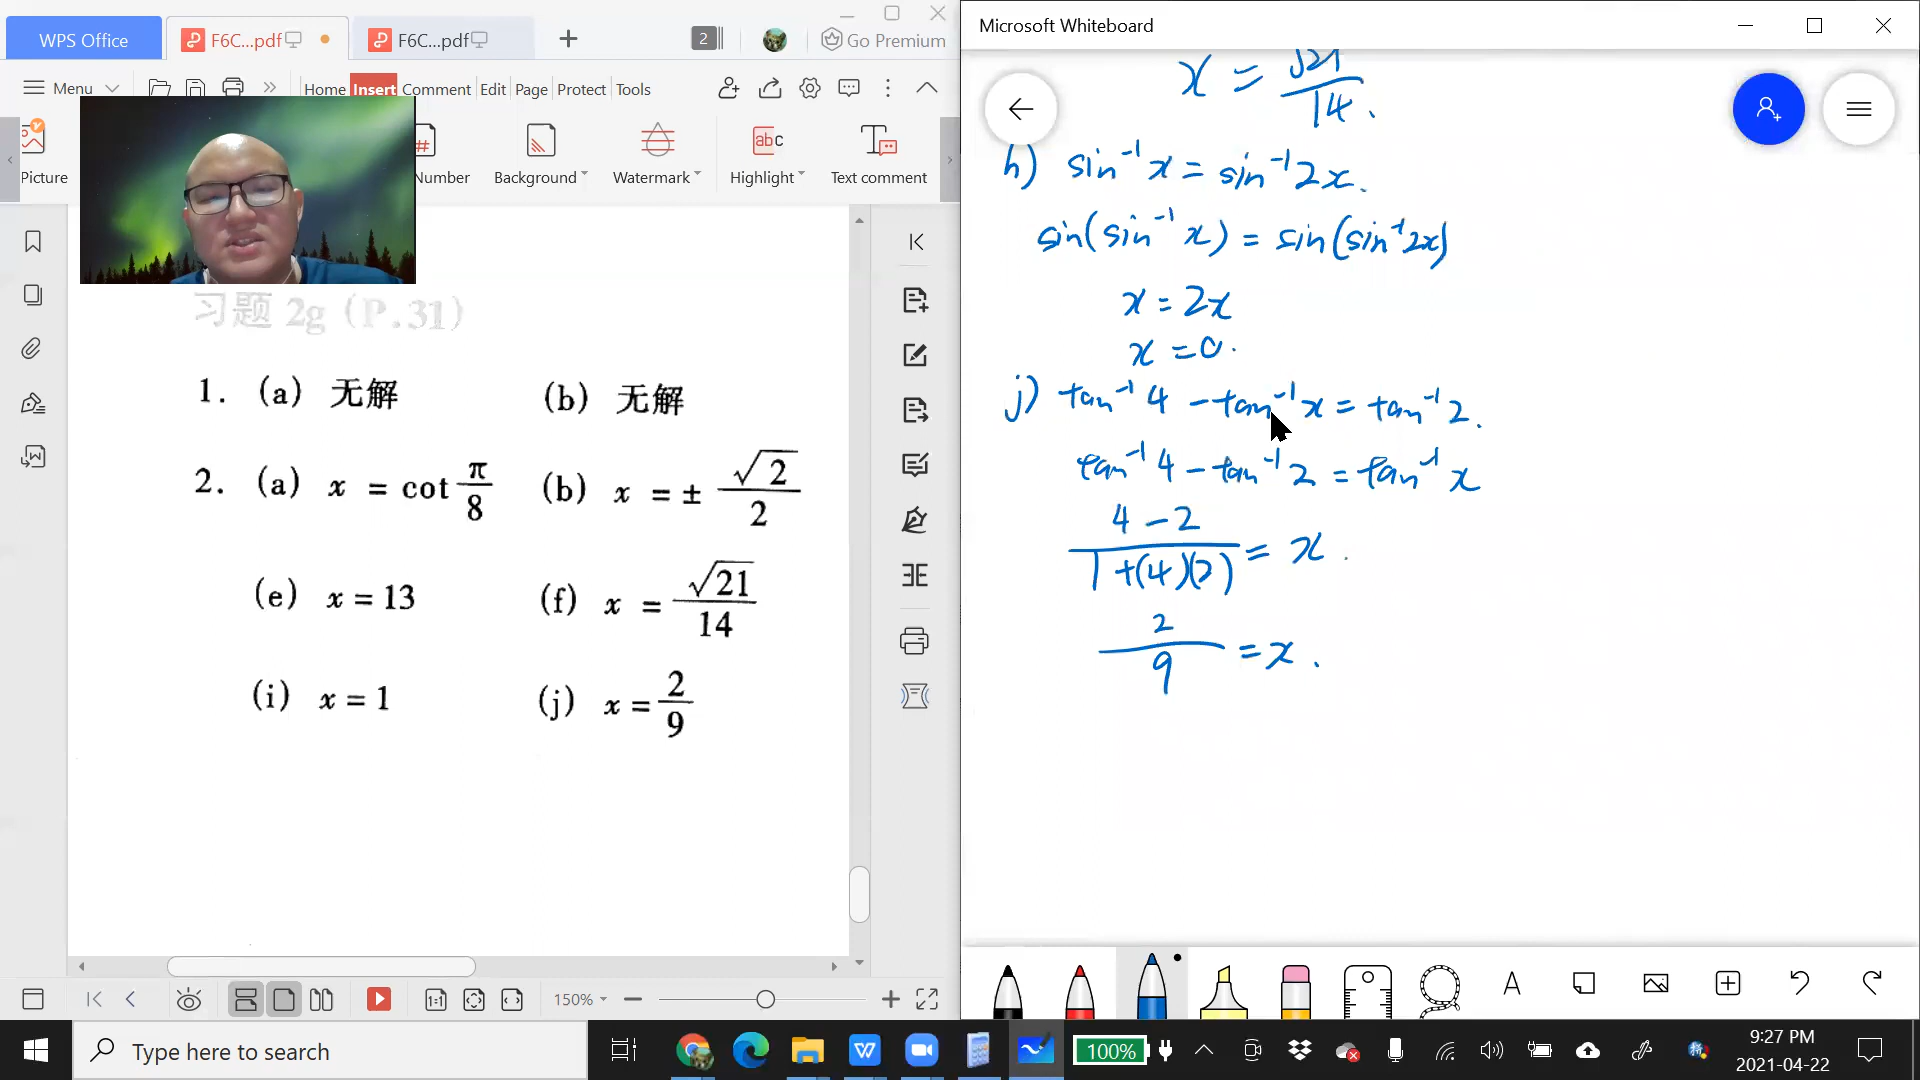 WPS Office
F6C...pdf
F6C...pdf
2
Go Premium
Menu
Home Insert Comment Edit Page Protect Tools
Picture
Number
Background
Watermark
Highlight
Text comment
习题 2g (P.31)
1. (a) 无解 (b) 无解
2. (a) x = cot π/8 (b) x = ± √2/2
(e) x = 13 (f) x = √21/14
(i) x = 1 (j) x = 2/9
150%
Microsoft Whiteboard
x = √21/14.
h) sin⁻¹x = sin⁻¹2x.
sin(sin⁻¹x) = sin(sin⁻¹2x)
x = 2x
x = 0.
j) tan⁻¹4 − tan⁻¹x = tan⁻¹2.
tan⁻¹4 − tan⁻¹2 = tan⁻¹x
(4 − 2)/(1 + (4)(2)) = x.
2/9 = x.
Type here to search
100%
9:27 PM
2021-04-22